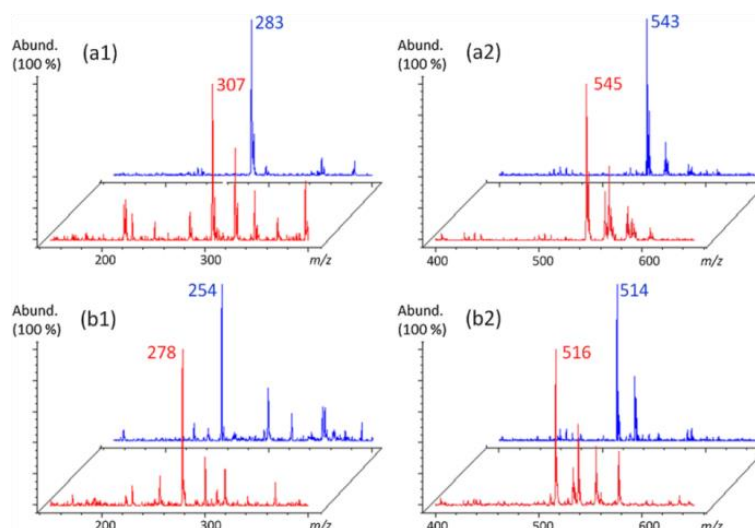 Abund.
(100 %)
(a1)
283
307
200
300
m/z
Abund.
(100 %)
(a2)
543
545
400
500
600
m/z
Abund.
(100 %)
(b1)
254
278
200
300
m/z
Abund.
(100 %)
(b2)
514
516
400
500
600
m/z